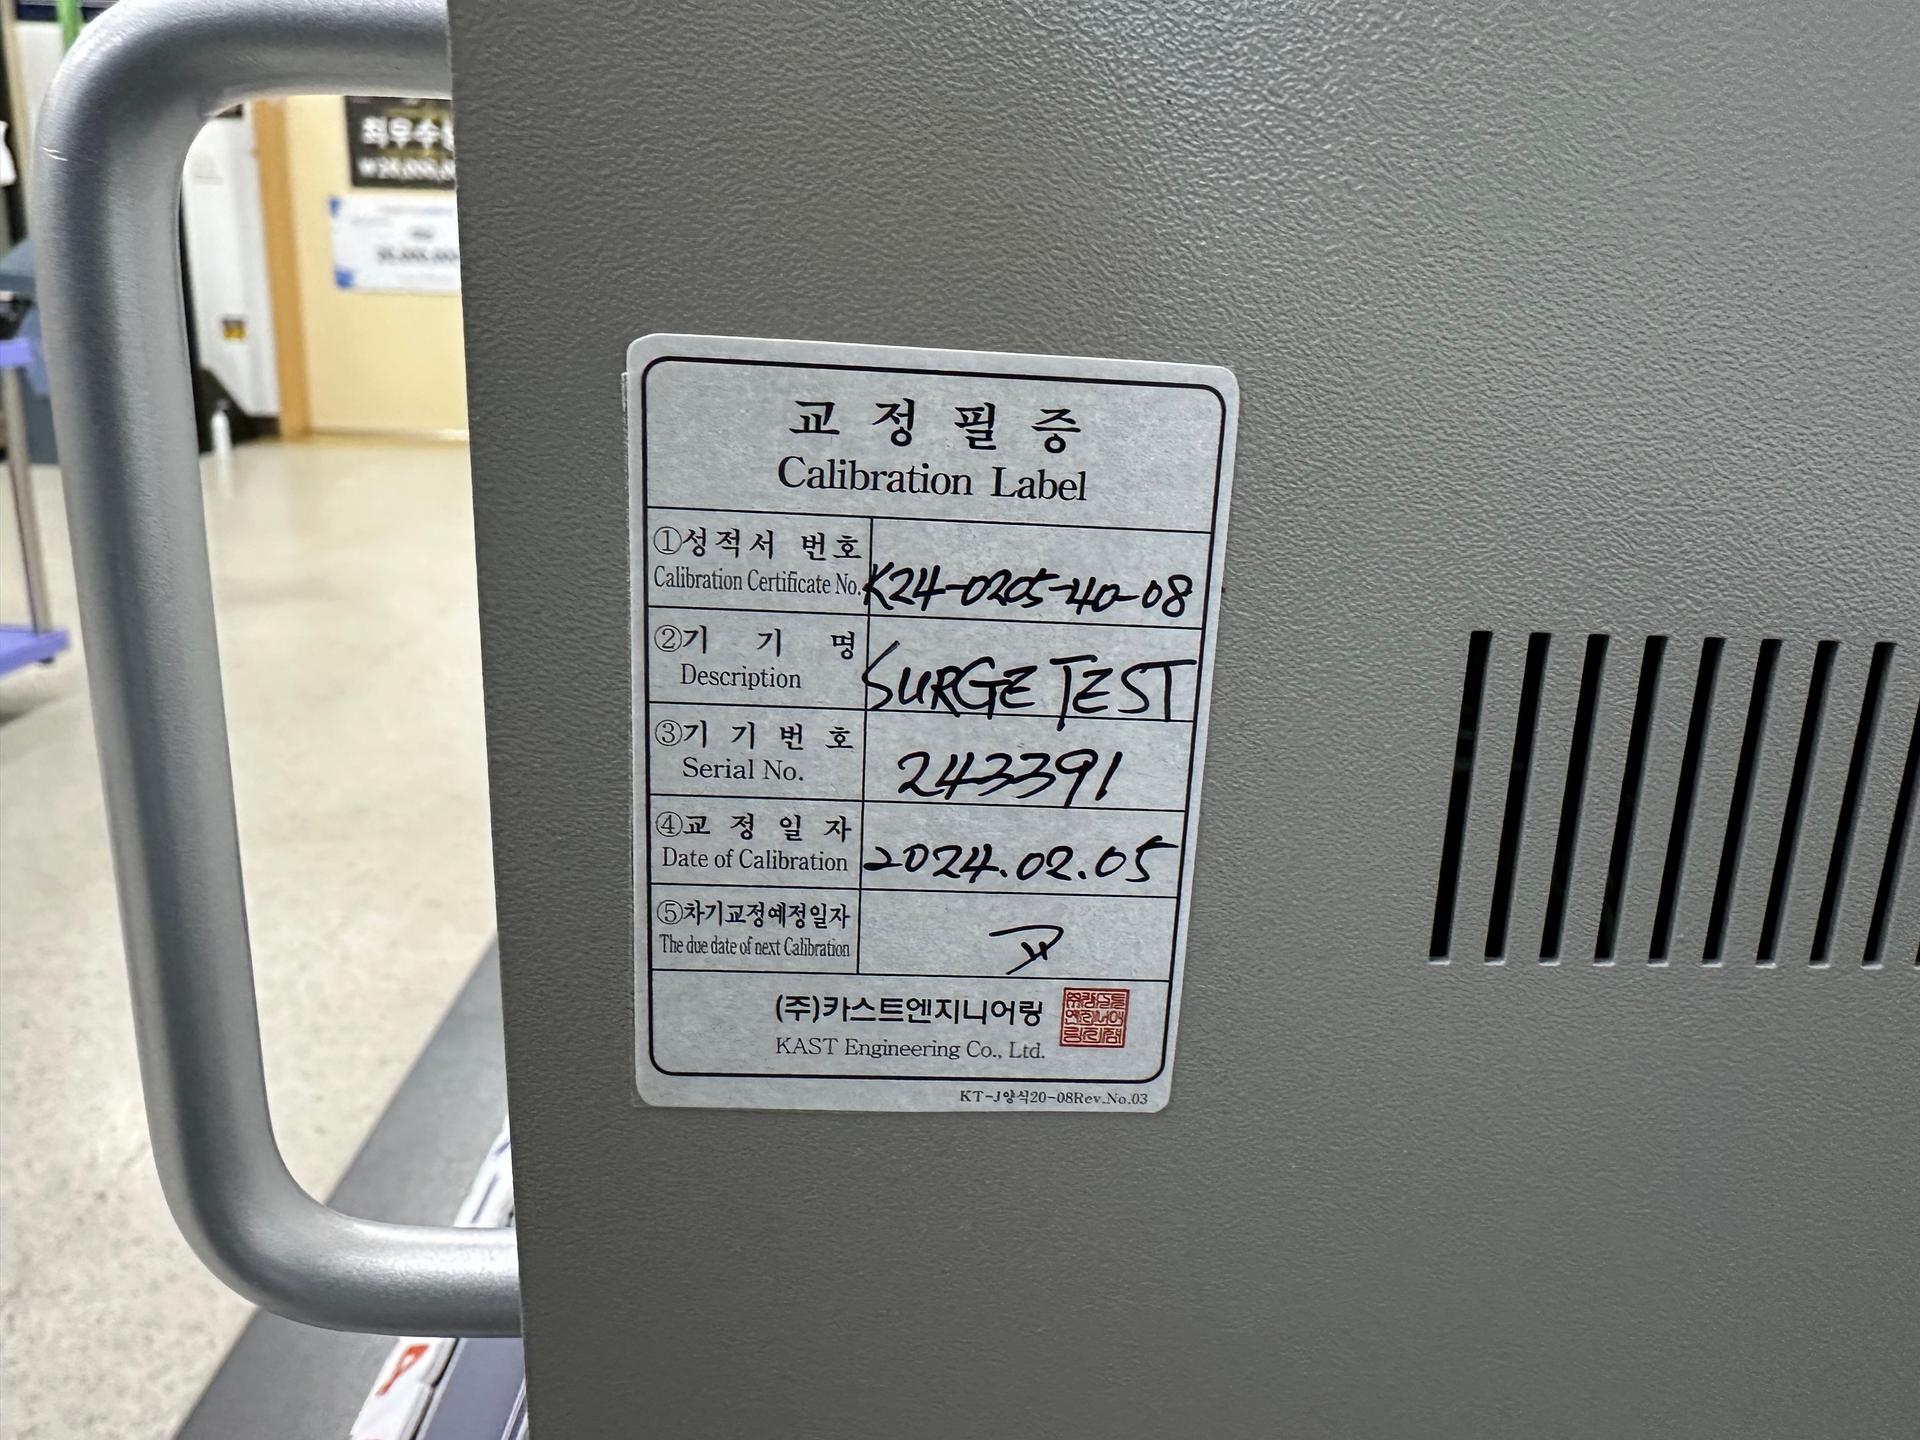 최우수
교 정 필 증
Calibration Label
①성적서 번호
Calibration Certificate No.
K24-0205-40-08
②기 기 명
Description
SURGE TEST
③기 기 번 호
Serial No.
243391
④교 정 일 자
Date of Calibration
2024.02.05
⑤차기교정예정일자
The due date of next Calibration
(주)카스트엔지니어링
KAST Engineering Co., Ltd.
KT-J양식20-08Rev.No.03